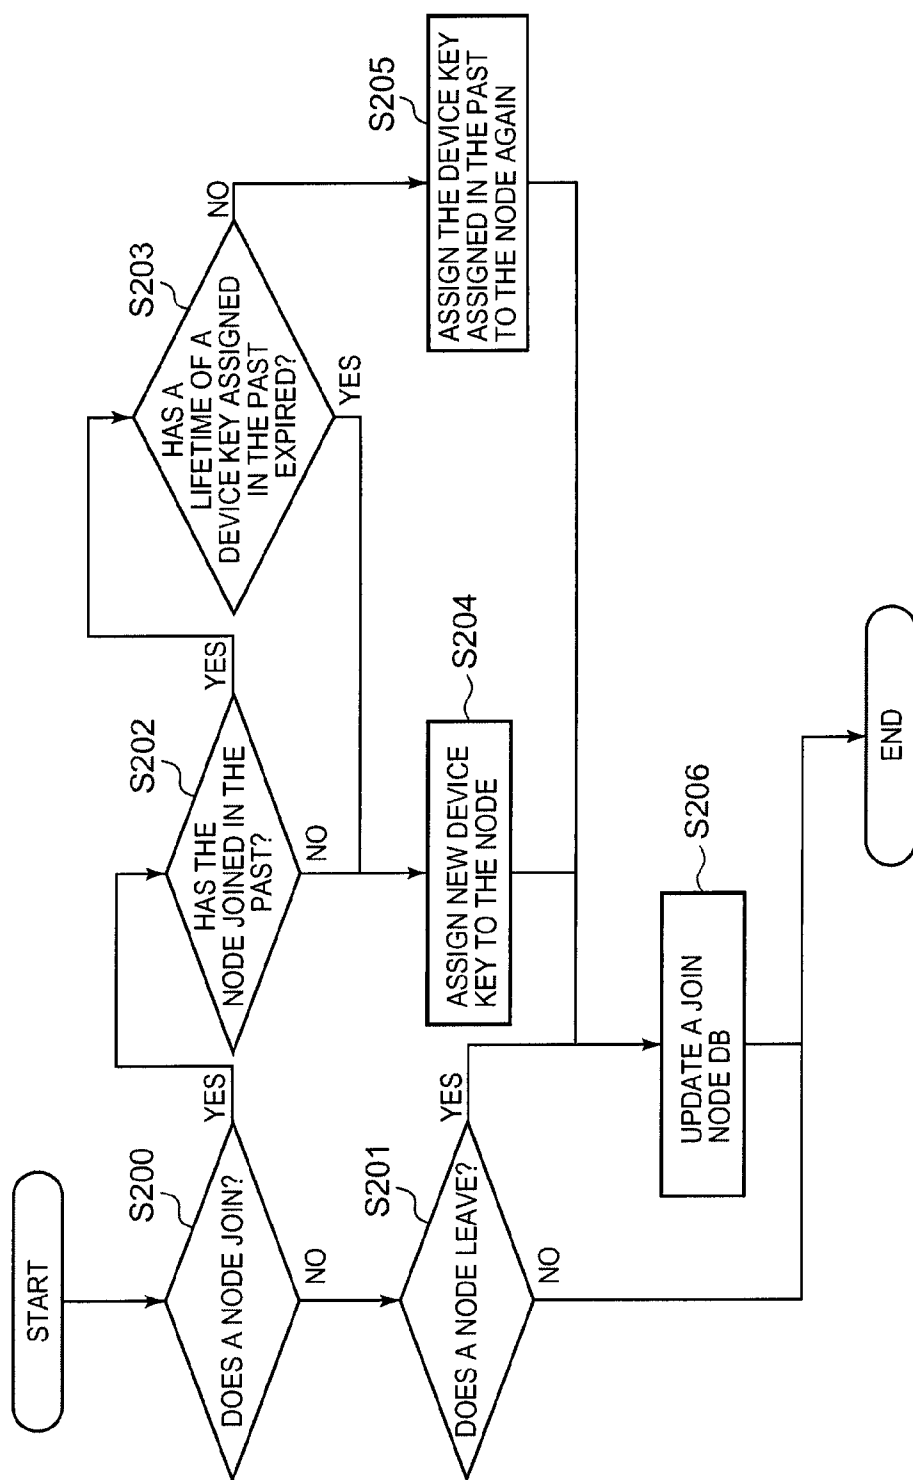 START
S200
DOES A NODE JOIN?
YES
NO
S201
DOES A NODE LEAVE?
YES
NO
S202
HAS THE
NODE JOINED IN THE
PAST?
YES
NO
S203
HAS A
LIFETIME OF A
DEVICE KEY ASSIGNED
IN THE PAST
EXPIRED?
NO
YES
S204
ASSIGN NEW DEVICE
KEY TO THE NODE
S205
ASSIGN THE DEVICE KEY
ASSIGNED IN THE PAST
TO THE NODE AGAIN
S206
UPDATE A JOIN
NODE DB
END